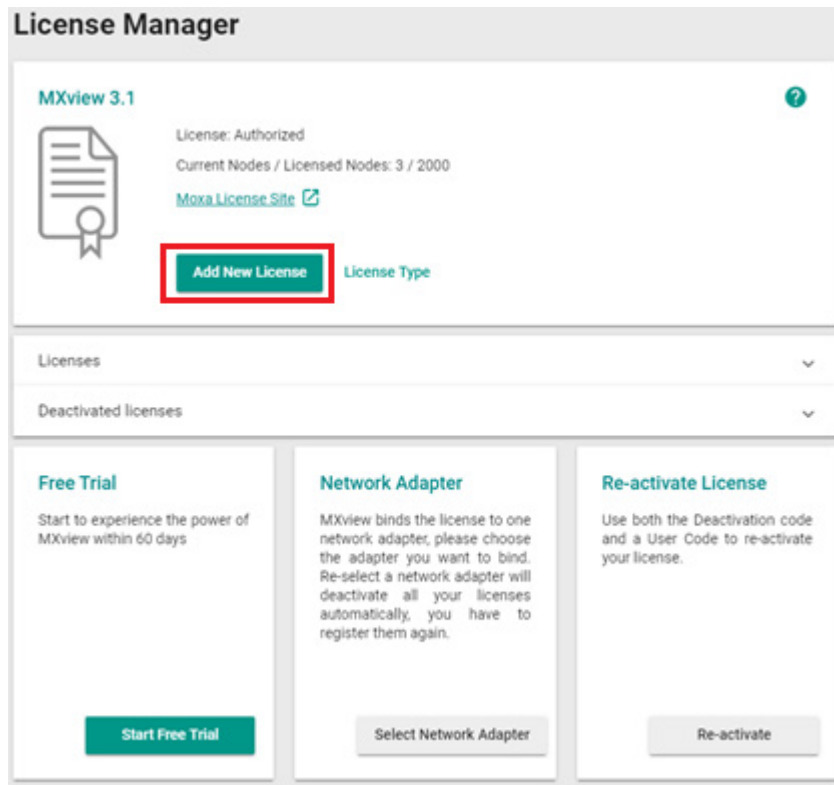 License Manager
MXview 3.1
License: Authorized
Current Nodes / Licensed Nodes: 3 / 2000
Moxa License Site
Add New License
License Type
Licenses
Deactivated licenses
Free Trial
Start to experience the power of
MXview within 60 days
Start Free Trial
Network Adapter
MXview binds the license to one
network adapter, please choose
the adapter you want to bind.
Re-select a network adapter will
deactivate all your licenses
automatically, you have to
register them again.
Select Network Adapter
Re-activate License
Use both the Deactivation code
and a User Code to re-activate
your license.
Re-activate